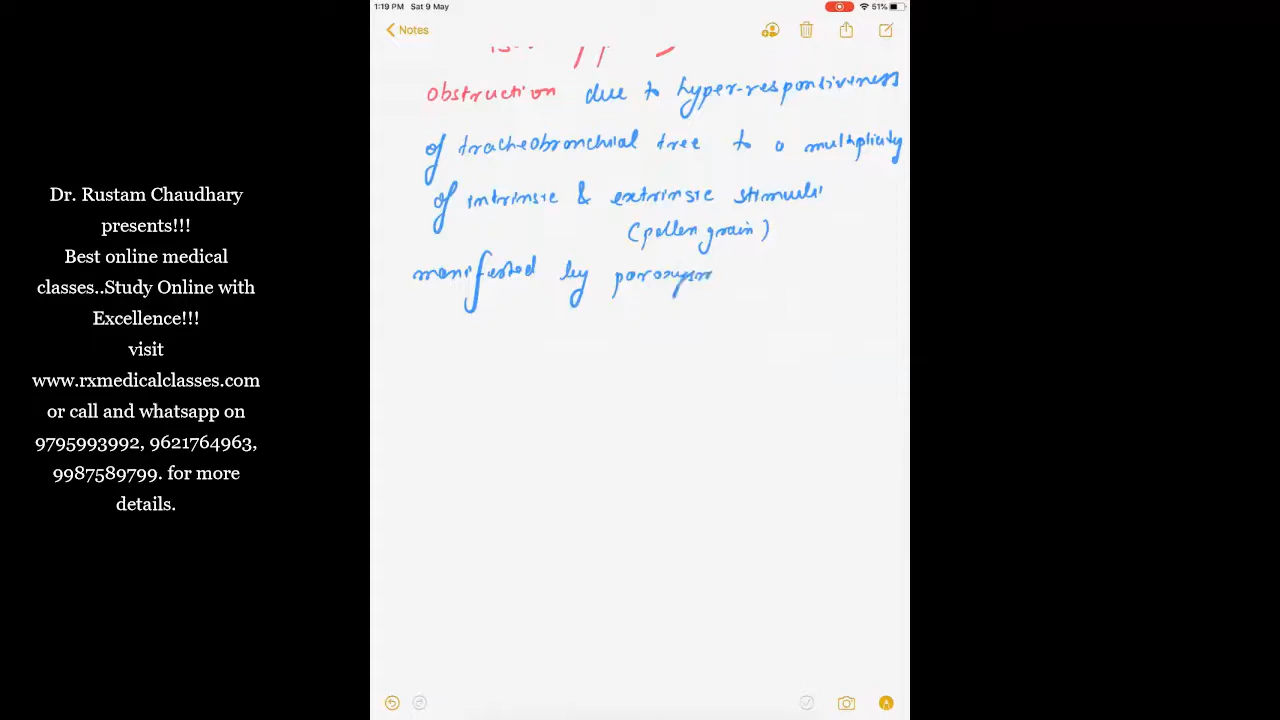 1:19 PM Sat 9 May 51%
Notes
obstruction due to hyper-responsiveness
of tracheobronchial tree to a multiplicity
of intrinsic & extrinsic stimuli
(pollen grain)
manifested by paroxysm
Dr. Rustam Chaudhary
presents!!!
Best online medical
classes..Study Online with
Excellence!!!
visit
www.rxmedicalclasses.com
or call and whatsapp on
9795993992, 9621764963,
9987589799. for more
details.